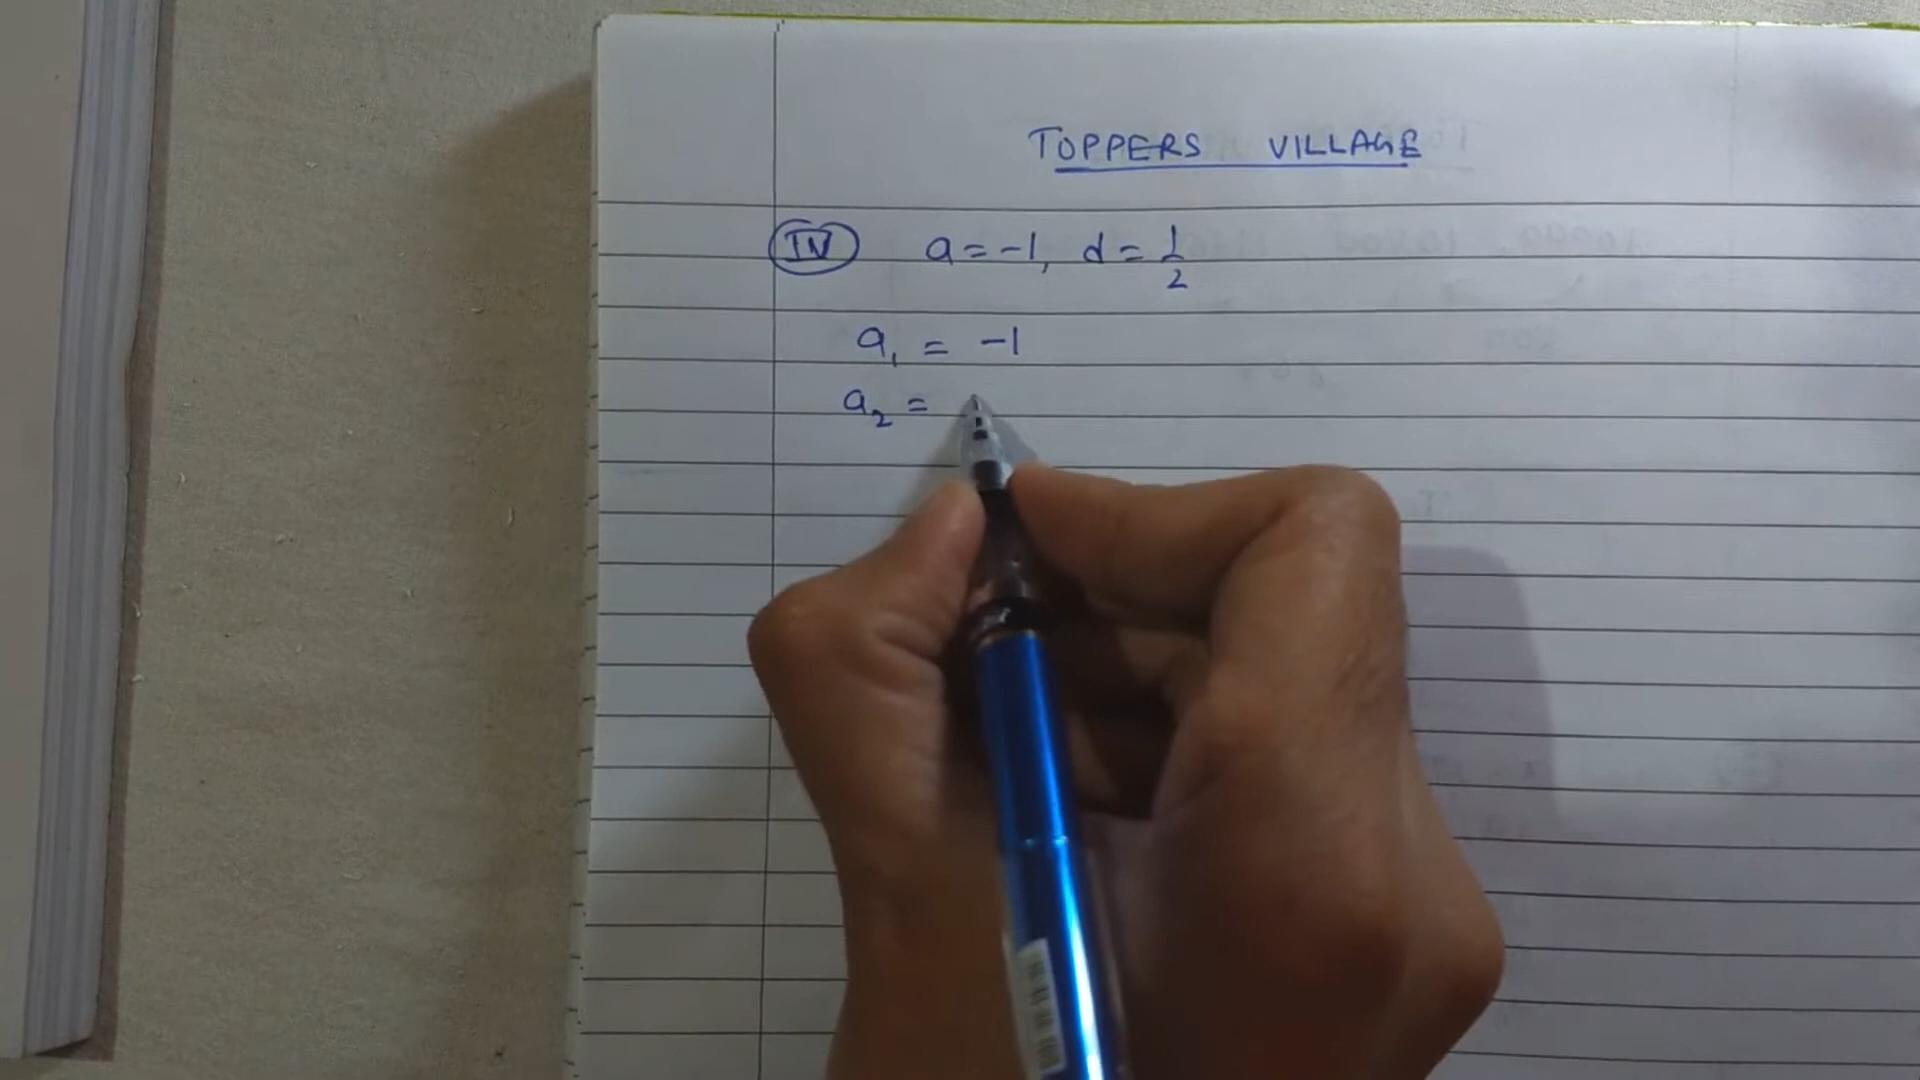 TOPPERS VILLAGE
IV a = -1, d = 1/2
a₁ = -1
a₂ =